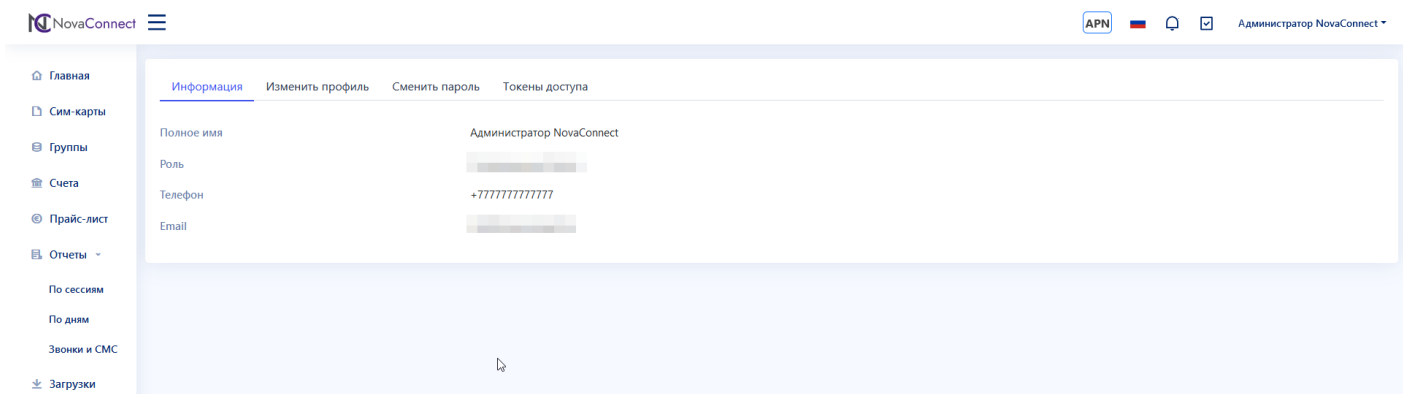 NovaConnect
APN
Администратор NovaConnect
Главная
Сим-карты
Группы
Счета
Прайс-лист
Отчеты
По сессиям
По дням
Звонки и СМС
Загрузки
Информация Изменить профиль Сменить пароль Токены доступа
Полное имя Администратор NovaConnect
Роль
Телефон +7777777777777
Email